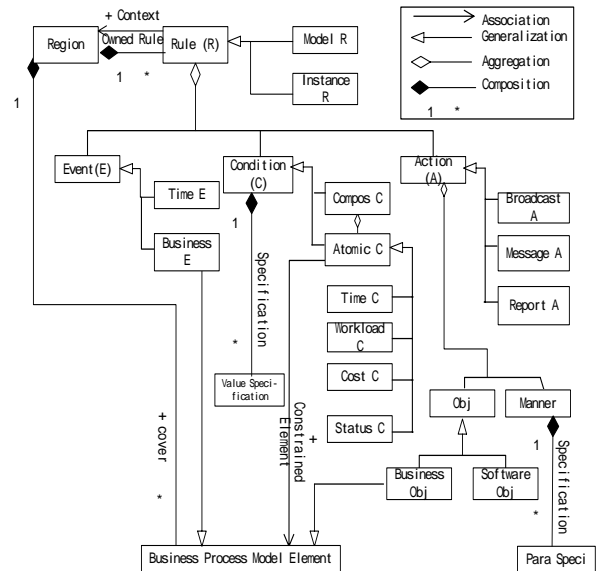 + Context
Region
Owned Rule
Rule (R)
1 *
1
Model R
Instance
R
Association
Generalization
Aggregation
Composition
1 *
Event(E)
Time E
Business
E
Condition
(C)
1
Specification
*
Value Speci-
fication
Compos C
Atomic C
Time C
Workload
C
Cost C
Status C
+
Constrained
Element
Action
(A)
Broadcast
A
Message A
Report A
Obj
Manner
1
Specification
*
Business
Obj
Software
Obj
+ cover
*
Business Process Model Element
Para Speci